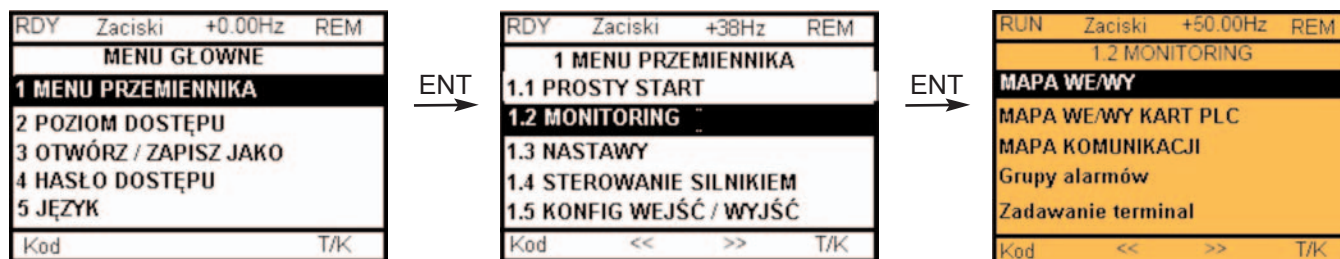 RDY Zaciski +0.00Hz REM
MENU GŁOWNE
1 MENU PRZEMIENNIKA
2 POZIOM DOSTĘPU
3 OTWÓRZ / ZAPISZ JAKO
4 HASŁO DOSTĘPU
5 JĘZYK
Kod T/K
ENT
RDY Zaciski +38Hz REM
1 MENU PRZEMIENNIKA
1.1 PROSTY START
1.2 MONITORING
1.3 NASTAWY
1.4 STEROWANIE SILNIKIEM
1.5 KONFIG WEJŚĆ / WYJŚĆ
Kod << >> T/K
ENT
RUN Zaciski +50.00Hz REM
1.2 MONITORING
MAPA WE/WY
MAPA WE/WY KART PLC
MAPA KOMUNIKACJI
Grupy alarmów
Zadawanie terminal
Kod << >> T/K